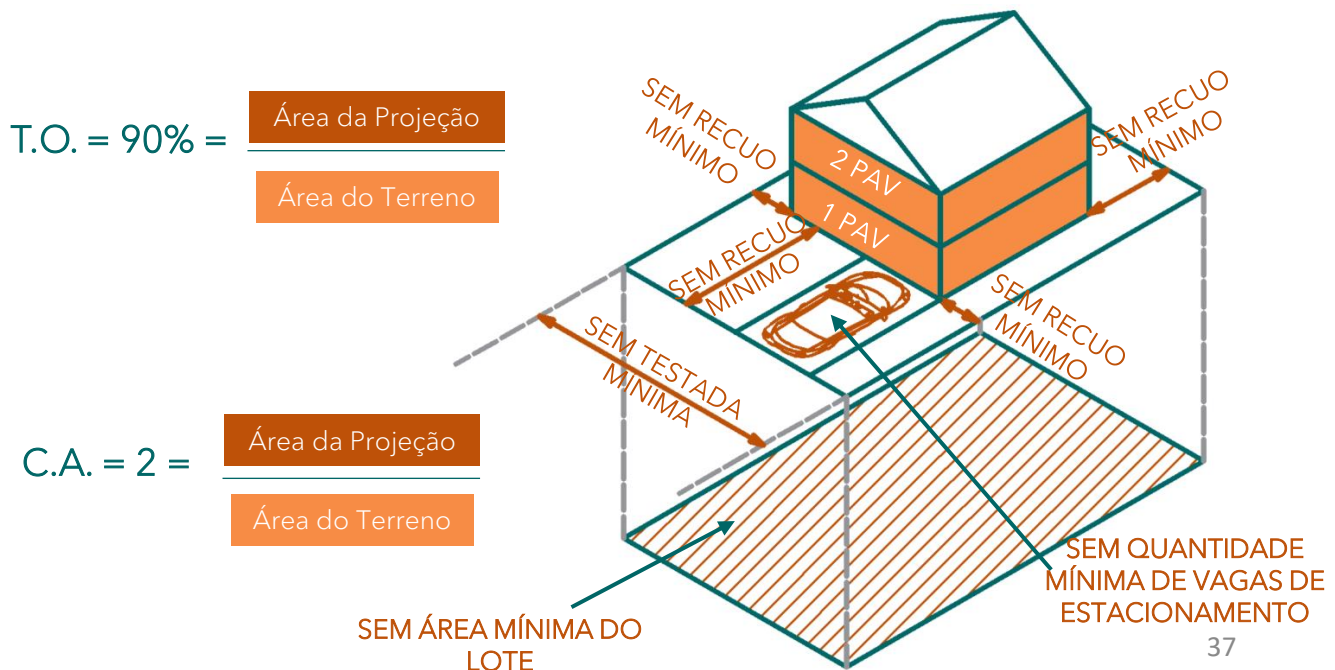 T.O. = 90% =
Área da Projeção
Área do Terreno
C.A. = 2 =
Área da Projeção
Área do Terreno
SEM RECUO
MÍNIMO
SEM RECUO
MÍNIMO
2 PAV
1 PAV
SEM RECUO
MÍNIMO
SEM RECUO
MÍNIMO
SEM TESTADA
MINIMA
SEM ÁREA MÍNIMA DO
LOTE
SEM QUANTIDADE
MÍNIMA DE VAGAS DE
ESTACIONAMENTO
37